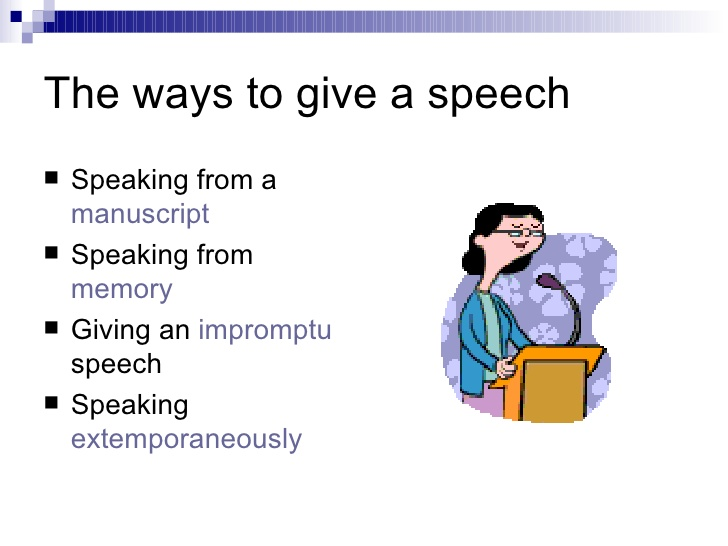 The ways to give a speech
Speaking from a
manuscript
Speaking from
memory
Giving an impromptu
speech
Speaking
extemporaneously